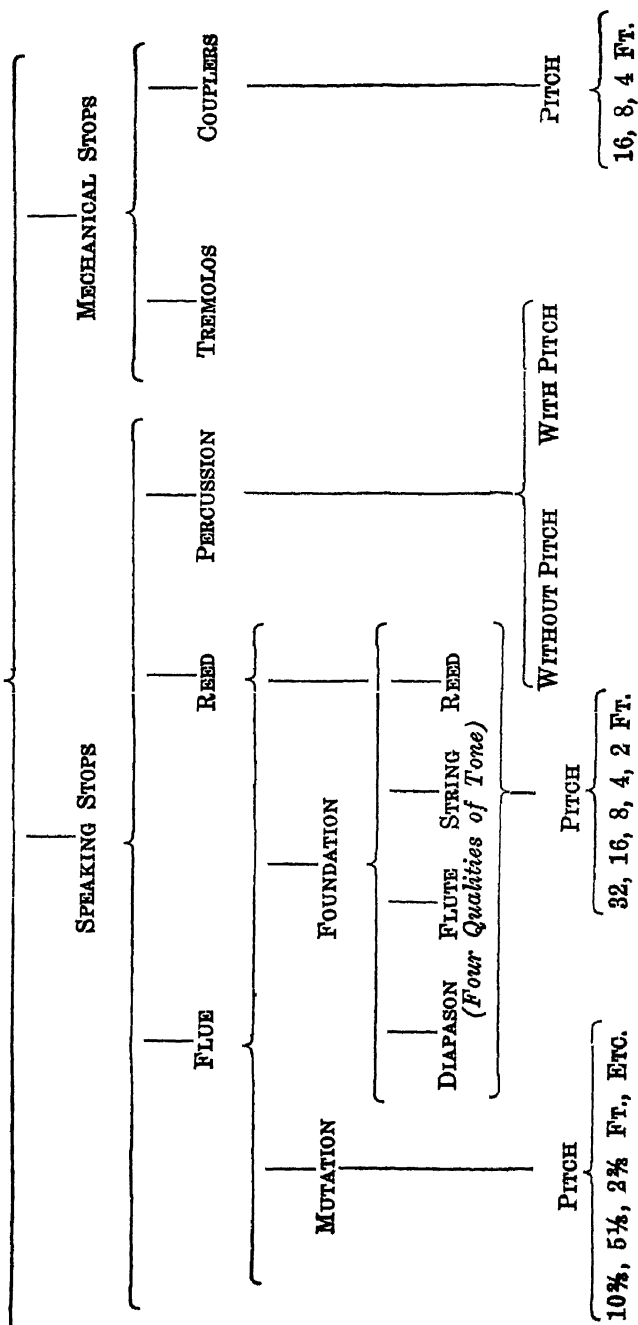 SPEAKING STOPS MECHANICAL STOPS
FLUE REED PERCUSSION TREMOLOS COUPLERS
MUTATION FOUNDATION
DIAPASON FLUTE STRING REED
(Four Qualities of Tone)
WITHOUT PITCH WITH PITCH PITCH
PITCH PITCH
10⅔, 5⅓, 2⅔ FT., ETC. 32, 16, 8, 4, 2 FT. 16, 8, 4 FT.